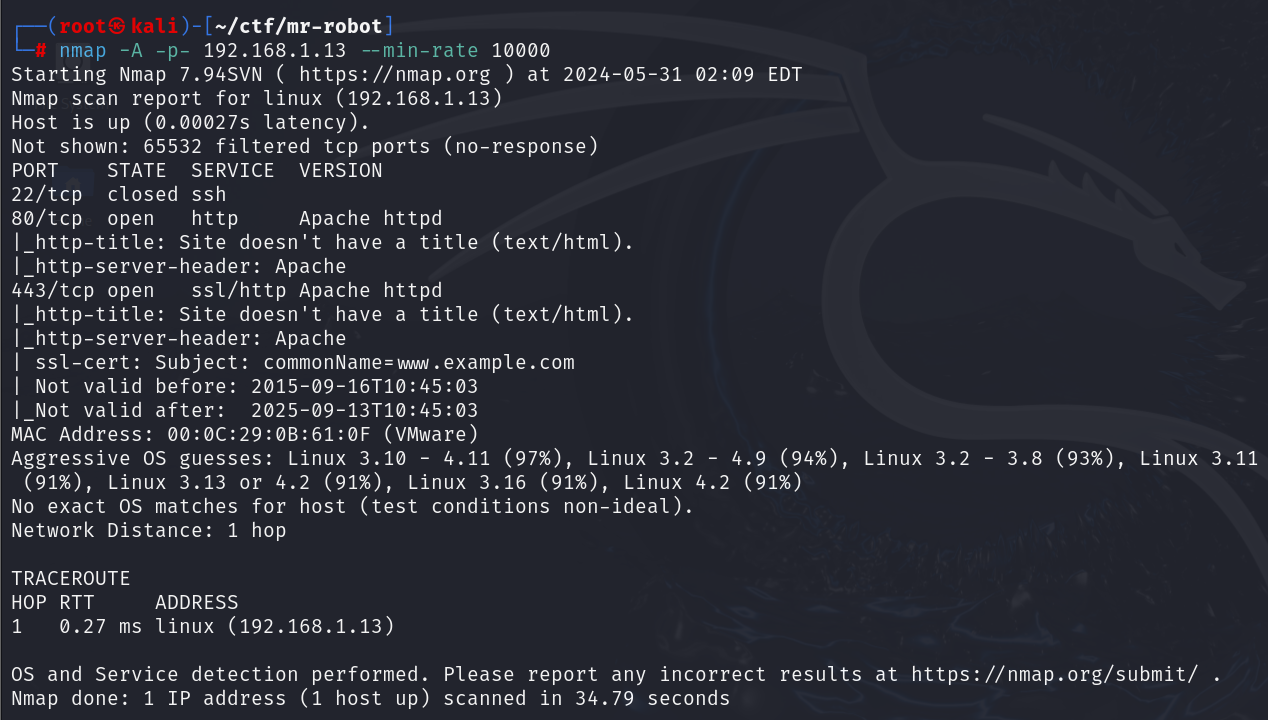 ┌──(root㉿kali)-[~/ctf/mr-robot]
└─# nmap -A -p- 192.168.1.13 --min-rate 10000
Starting Nmap 7.94SVN ( https://nmap.org ) at 2024-05-31 02:09 EDT
Nmap scan report for linux (192.168.1.13)
Host is up (0.00027s latency).
Not shown: 65532 filtered tcp ports (no-response)
PORT    STATE  SERVICE  VERSION
22/tcp  closed ssh
80/tcp  open   http     Apache httpd
|_http-title: Site doesn't have a title (text/html).
|_http-server-header: Apache
443/tcp open   ssl/http Apache httpd
|_http-title: Site doesn't have a title (text/html).
|_http-server-header: Apache
| ssl-cert: Subject: commonName=www.example.com
| Not valid before: 2015-09-16T10:45:03
|_Not valid after:  2025-09-13T10:45:03
MAC Address: 00:0C:29:0B:61:0F (VMware)
Aggressive OS guesses: Linux 3.10 - 4.11 (97%), Linux 3.2 - 4.9 (94%), Linux 3.2 - 3.8 (93%), Linux 3.11
 (91%), Linux 3.13 or 4.2 (91%), Linux 3.16 (91%), Linux 4.2 (91%)
No exact OS matches for host (test conditions non-ideal).
Network Distance: 1 hop

TRACEROUTE
HOP RTT     ADDRESS
1   0.27 ms linux (192.168.1.13)

OS and Service detection performed. Please report any incorrect results at https://nmap.org/submit/ .
Nmap done: 1 IP address (1 host up) scanned in 34.79 seconds